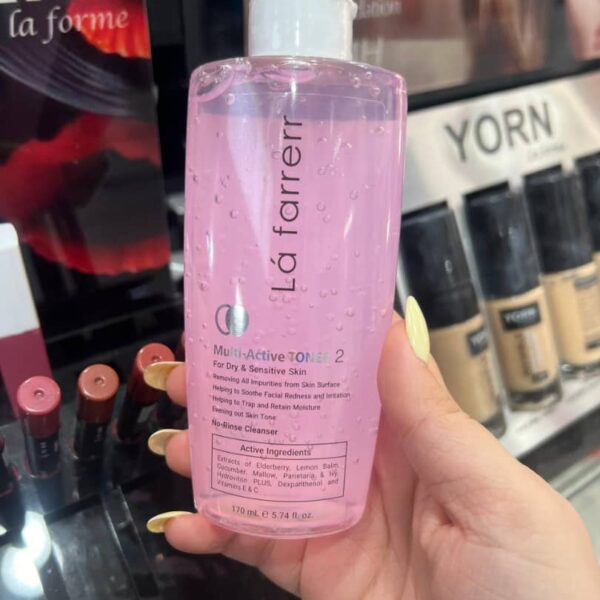 la forme
YORN
Lá farrerr
Multi-Active TONER 2
For Dry & Sensitive Skin
Removing All Impurities from Skin Surface
Helping to Soothe Facial Redness and Irritation
Helping to Trap and Retain Moisture
Evening out Skin Tone
No-Rinse Cleanser
Active Ingredients
Extracts of Elderberry, Lemon Balm,
Cucumber, Mallow, Parietaria & Ivy,
Hydroviton PLUS, Dexpanthenol and
Vitamins E & C
170 mL ℮ 5.74 fl. oz.
YORN